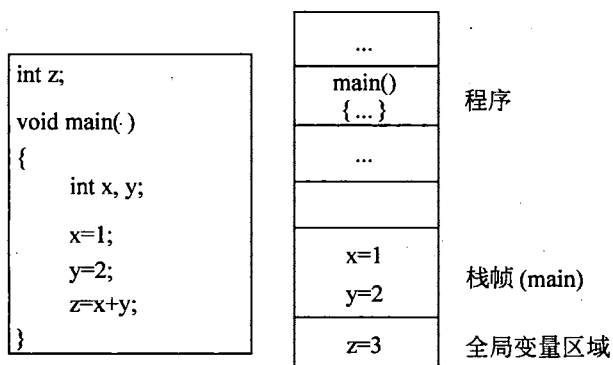 int z;
void main( )
{
int x, y;
x=1;
y=2;
z=x+y;
}
...
main()
{ ... }
程序
...
x=1
y=2
栈帧 (main)
z=3
全局变量区域